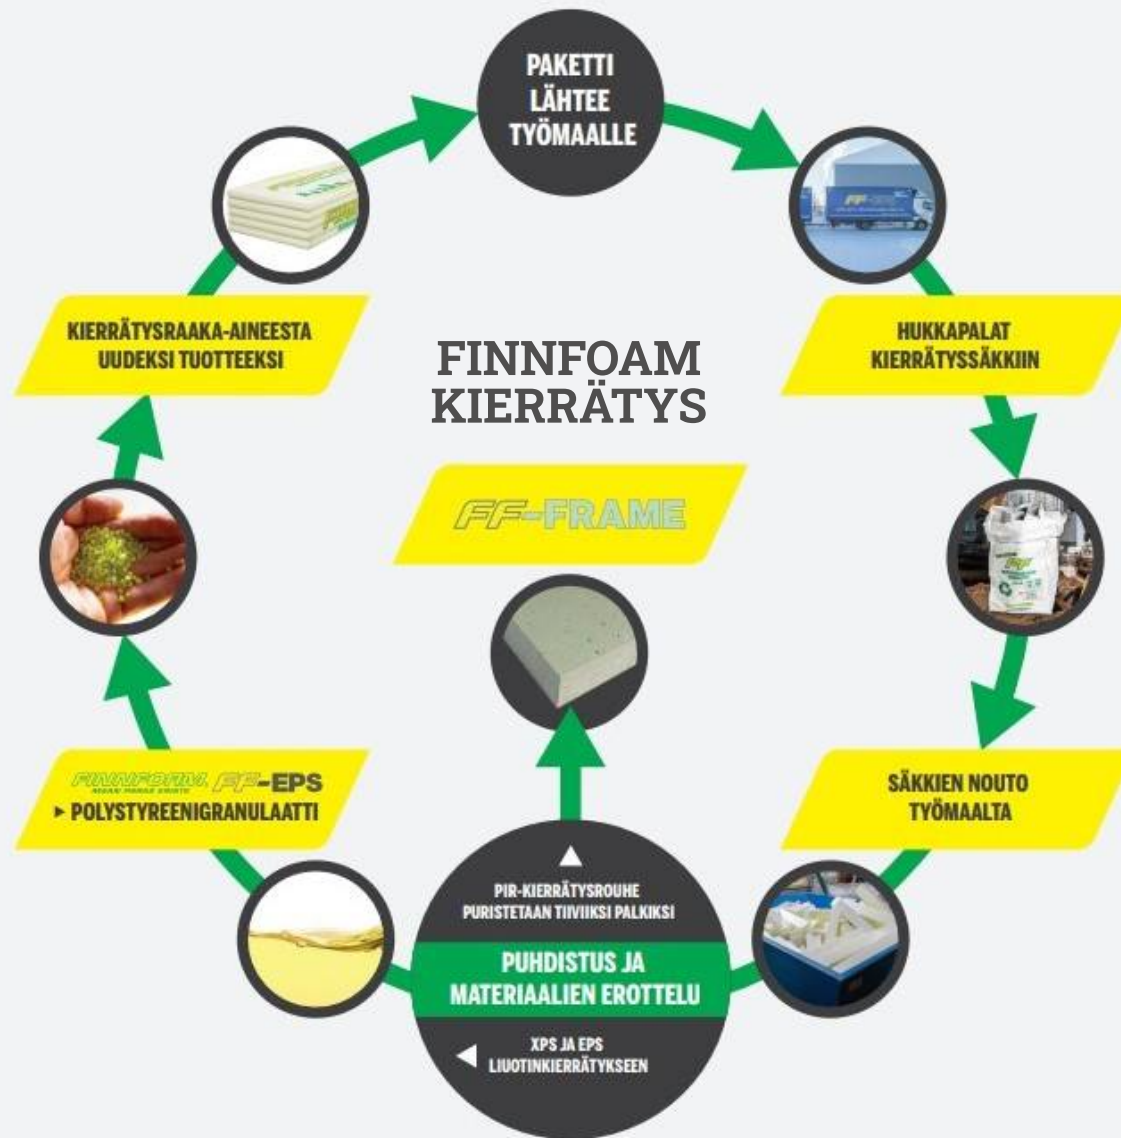 PAKETTI
LÄHTEE
TYÖMAALLE
KIERRÄTYSRAAKA-AINEESTA
UUDEKSI TUOTTEEKSI
HUKKAPALAT
KIERRÄTYSSÄKKIIN
FINNFOAM
KIERRÄTYS
FF-FRAME
FINNFOAM FF-EPS
▸ POLYSTYREENIGRANULAATTI
SÄKKIEN NOUTO
TYÖMAALTA
PIR-KIERRÄTYSROUHE
PURISTETAAN TIIVIIKSI PALKIKSI
PUHDISTUS JA
MATERIAALIEN EROTTELU
XPS JA EPS
LIUOTINKIERRÄTYKSEEN